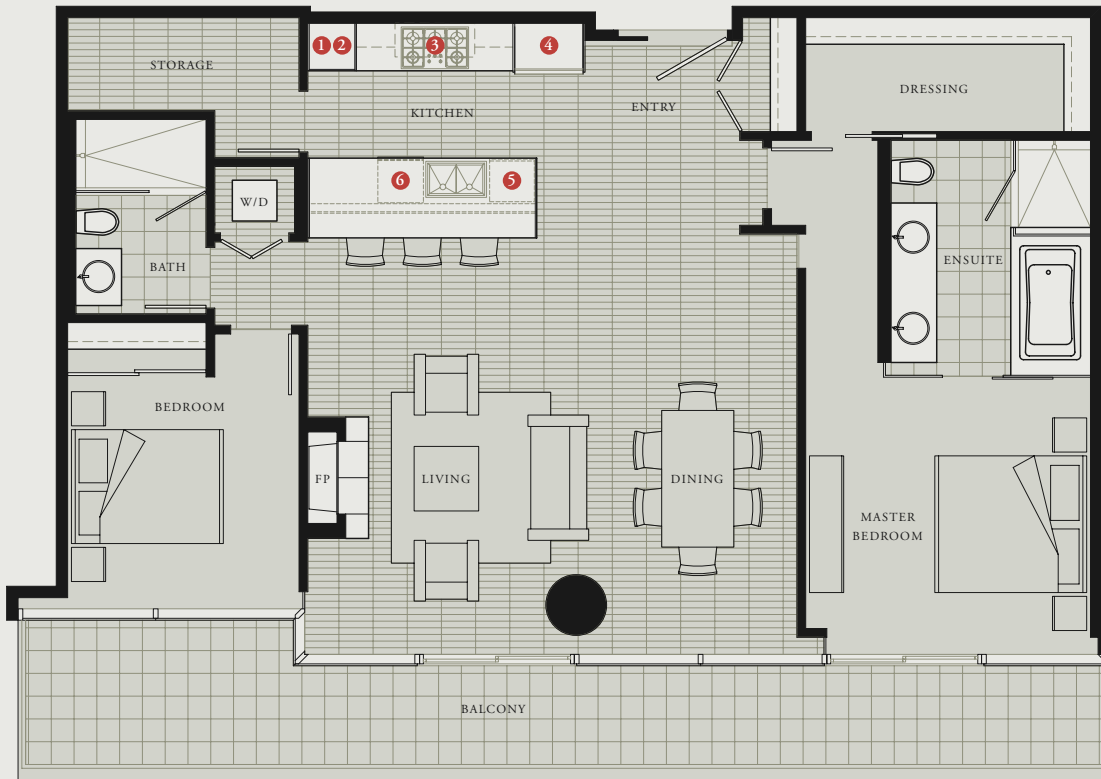 1 2 3 4
STORAGE
DRESSING
KITCHEN
ENTRY
6 5
W/D
BATH
ENSUITE
BEDROOM
FP
LIVING
DINING
MASTER
BEDROOM
BALCONY